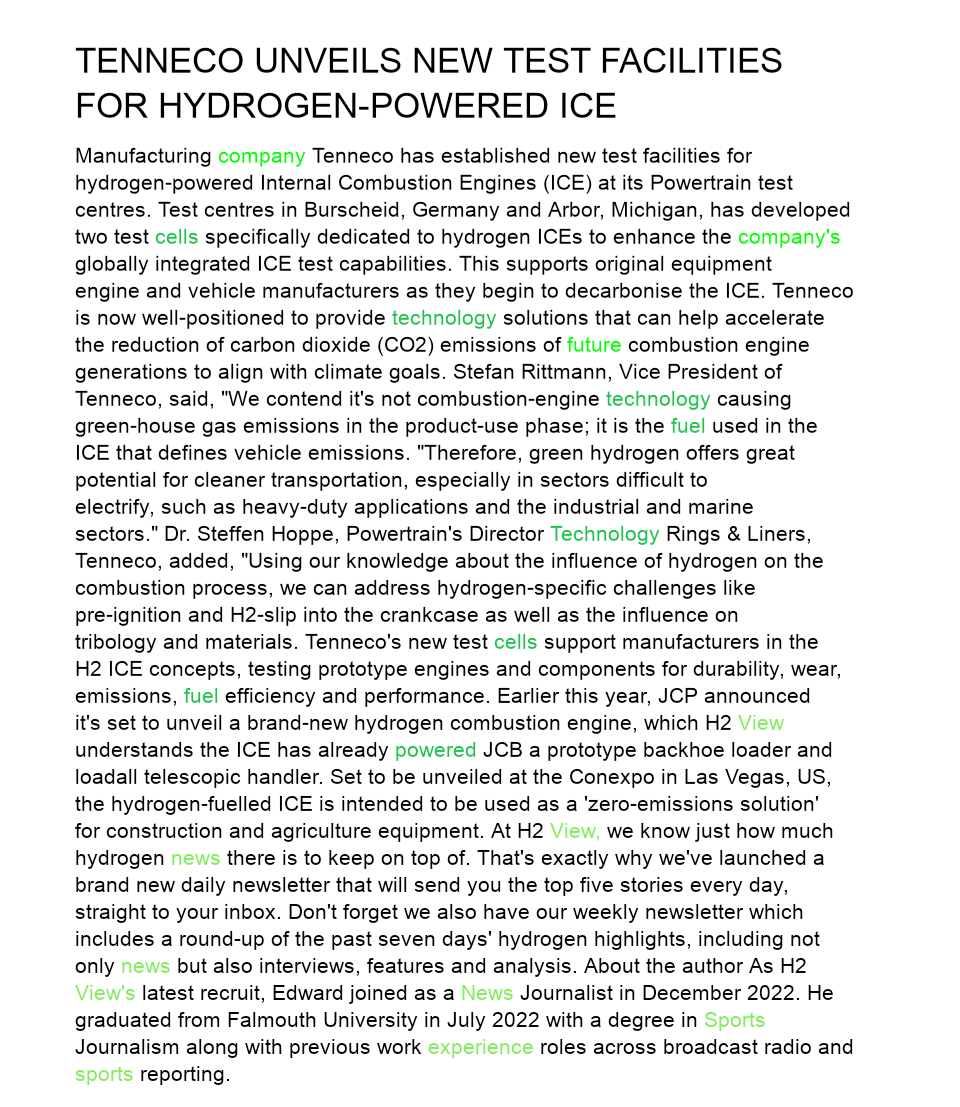 TENNECO UNVEILS NEW TEST FACILITIES
FOR HYDROGEN-POWERED ICE
Manufacturing company Tenneco has established new test facilities for
hydrogen-powered Internal Combustion Engines (ICE) at its Powertrain test
centres. Test centres in Burscheid, Germany and Arbor, Michigan, has developed
two test cells specifically dedicated to hydrogen ICEs to enhance the company's
globally integrated ICE test capabilities. This supports original equipment
engine and vehicle manufacturers as they begin to decarbonise the ICE. Tenneco
is now well-positioned to provide technology solutions that can help accelerate
the reduction of carbon dioxide (CO2) emissions of future combustion engine
generations to align with climate goals. Stefan Rittmann, Vice President of
Tenneco, said, "We contend it's not combustion-engine technology causing
green-house gas emissions in the product-use phase; it is the fuel used in the
ICE that defines vehicle emissions. "Therefore, green hydrogen offers great
potential for cleaner transportation, especially in sectors difficult to
electrify, such as heavy-duty applications and the industrial and marine
sectors." Dr. Steffen Hoppe, Powertrain's Director Technology Rings & Liners,
Tenneco, added, "Using our knowledge about the influence of hydrogen on the
combustion process, we can address hydrogen-specific challenges like
pre-ignition and H2-slip into the crankcase as well as the influence on
tribology and materials. Tenneco's new test cells support manufacturers in the
H2 ICE concepts, testing prototype engines and components for durability, wear,
emissions, fuel efficiency and performance. Earlier this year, JCP announced
it's set to unveil a brand-new hydrogen combustion engine, which H2 View
understands the ICE has already powered JCB a prototype backhoe loader and
loadall telescopic handler. Set to be unveiled at the Conexpo in Las Vegas, US,
the hydrogen-fuelled ICE is intended to be used as a 'zero-emissions solution'
for construction and agriculture equipment. At H2 View, we know just how much
hydrogen news there is to keep on top of. That's exactly why we've launched a
brand new daily newsletter that will send you the top five stories every day,
straight to your inbox. Don't forget we also have our weekly newsletter which
includes a round-up of the past seven days' hydrogen highlights, including not
only news but also interviews, features and analysis. About the author As H2
View's latest recruit, Edward joined as a News Journalist in December 2022. He
graduated from Falmouth University in July 2022 with a degree in Sports
Journalism along with previous work experience roles across broadcast radio and
sports reporting.